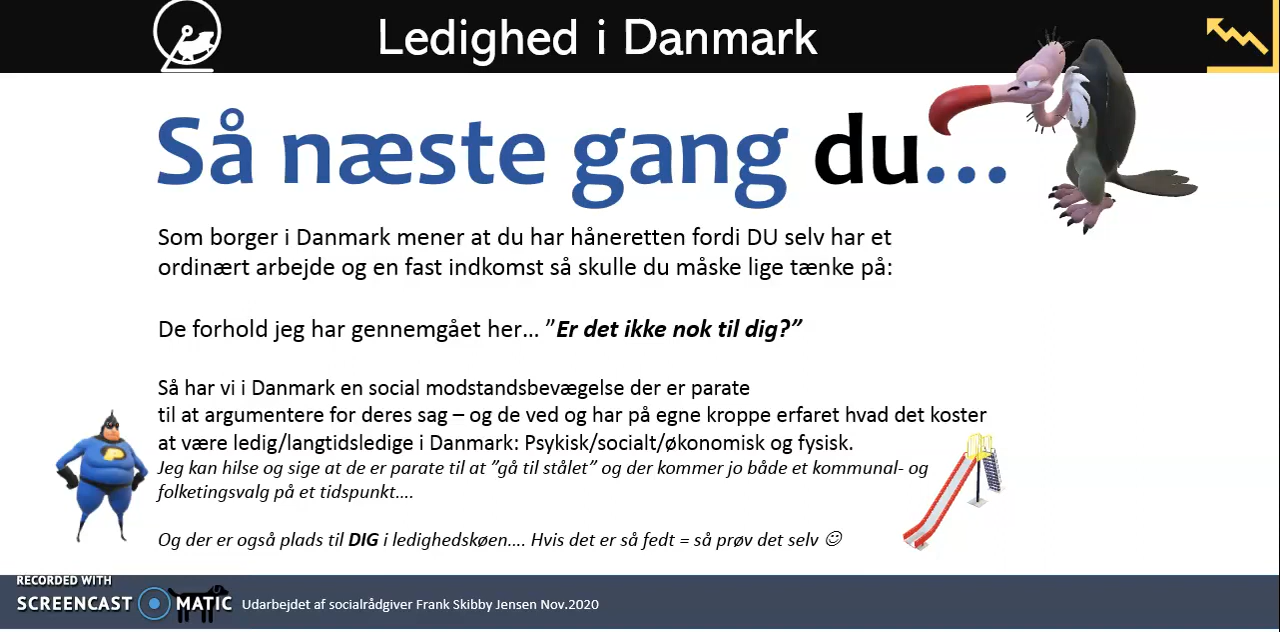 Ledighed i Danmark
Så næste gang du...
Som borger i Danmark mener at du har håneretten fordi DU selv har et
ordinært arbejde og en fast indkomst så skulle du måske lige tænke på:
De forhold jeg har gennemgået her... ”Er det ikke nok til dig?”
Så har vi i Danmark en social modstandsbevægelse der er parate
til at argumentere for deres sag – og de ved og har på egne kroppe erfaret hvad det koster
at være ledig/langtidsledige i Danmark: Psykisk/socialt/økonomisk og fysisk.
Jeg kan hilse og sige at de er parate til at ”gå til stålet” og der kommer jo både et kommunal- og
folketingsvalg på et tidspunkt....
Og der er også plads til DIG i ledighedskøen.... Hvis det er så fedt = så prøv det selv ☺
RECORDED WITH
SCREENCAST MATIC
Udarbejdet af socialrådgiver Frank Skibby Jensen Nov.2020